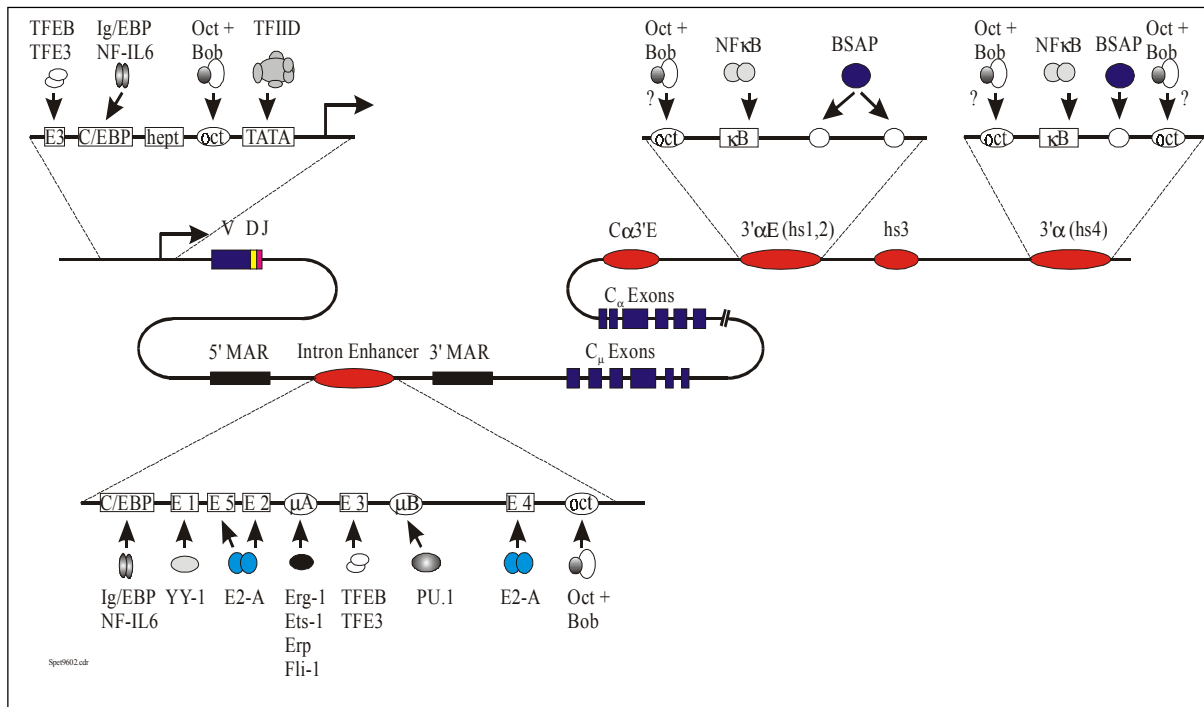 TFEB
TFE3
Ig/EBP
NF-IL6
Oct +
Bob
TFIID
E3 C/EBP hept oct TATA
Oct +
Bob
NFκB
BSAP
?
oct κB
Oct +
Bob
NFκB
BSAP
Oct +
Bob
?
?
oct κB oct
V DJ
Cα3'E
3'αE (hs1,2)
hs3
3'α (hs4)
Cα Exons
5' MAR
Intron Enhancer
3' MAR
Cμ Exons
C/EBP E 1 E 5 E 2 μA E 3 μB E 4 oct
Ig/EBP
NF-IL6
YY-1
E2-A
Erg-1
Ets-1
Erp
Fli-1
TFEB
TFE3
PU.1
E2-A
Oct +
Bob
Spet9602.cdr